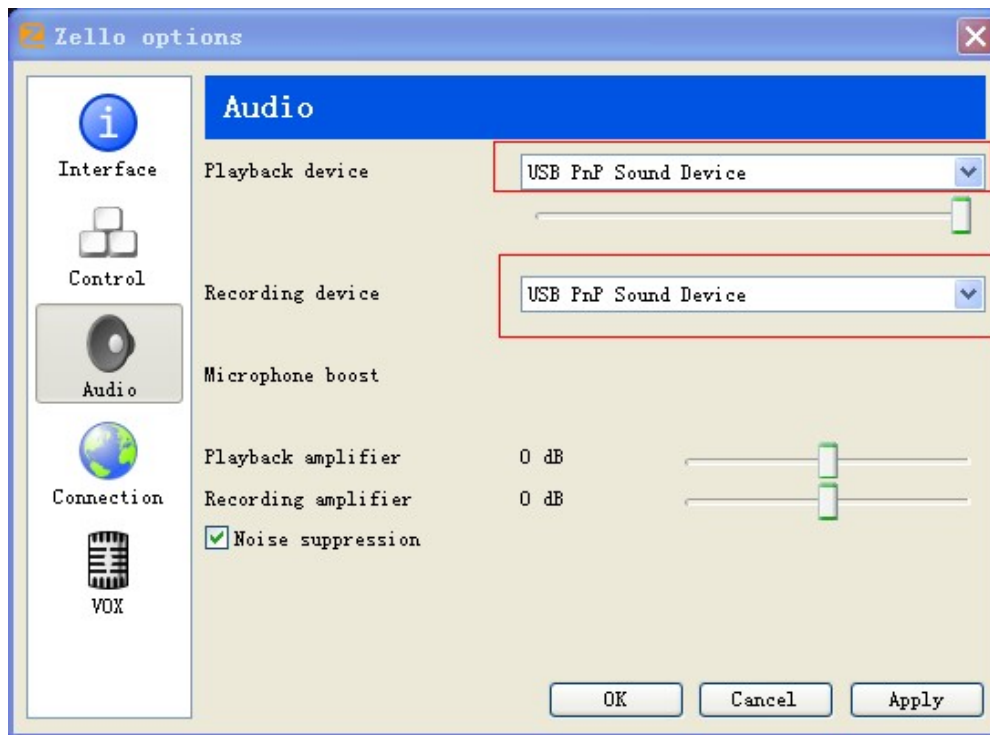 Zello options
Interface
Control
Audio
Connection
VOX
Audio
Playback device
USB PnP Sound Device
Recording device
USB PnP Sound Device
Microphone boost
Playback amplifier 0 dB
Recording amplifier 0 dB
Noise suppression
OK Cancel Apply